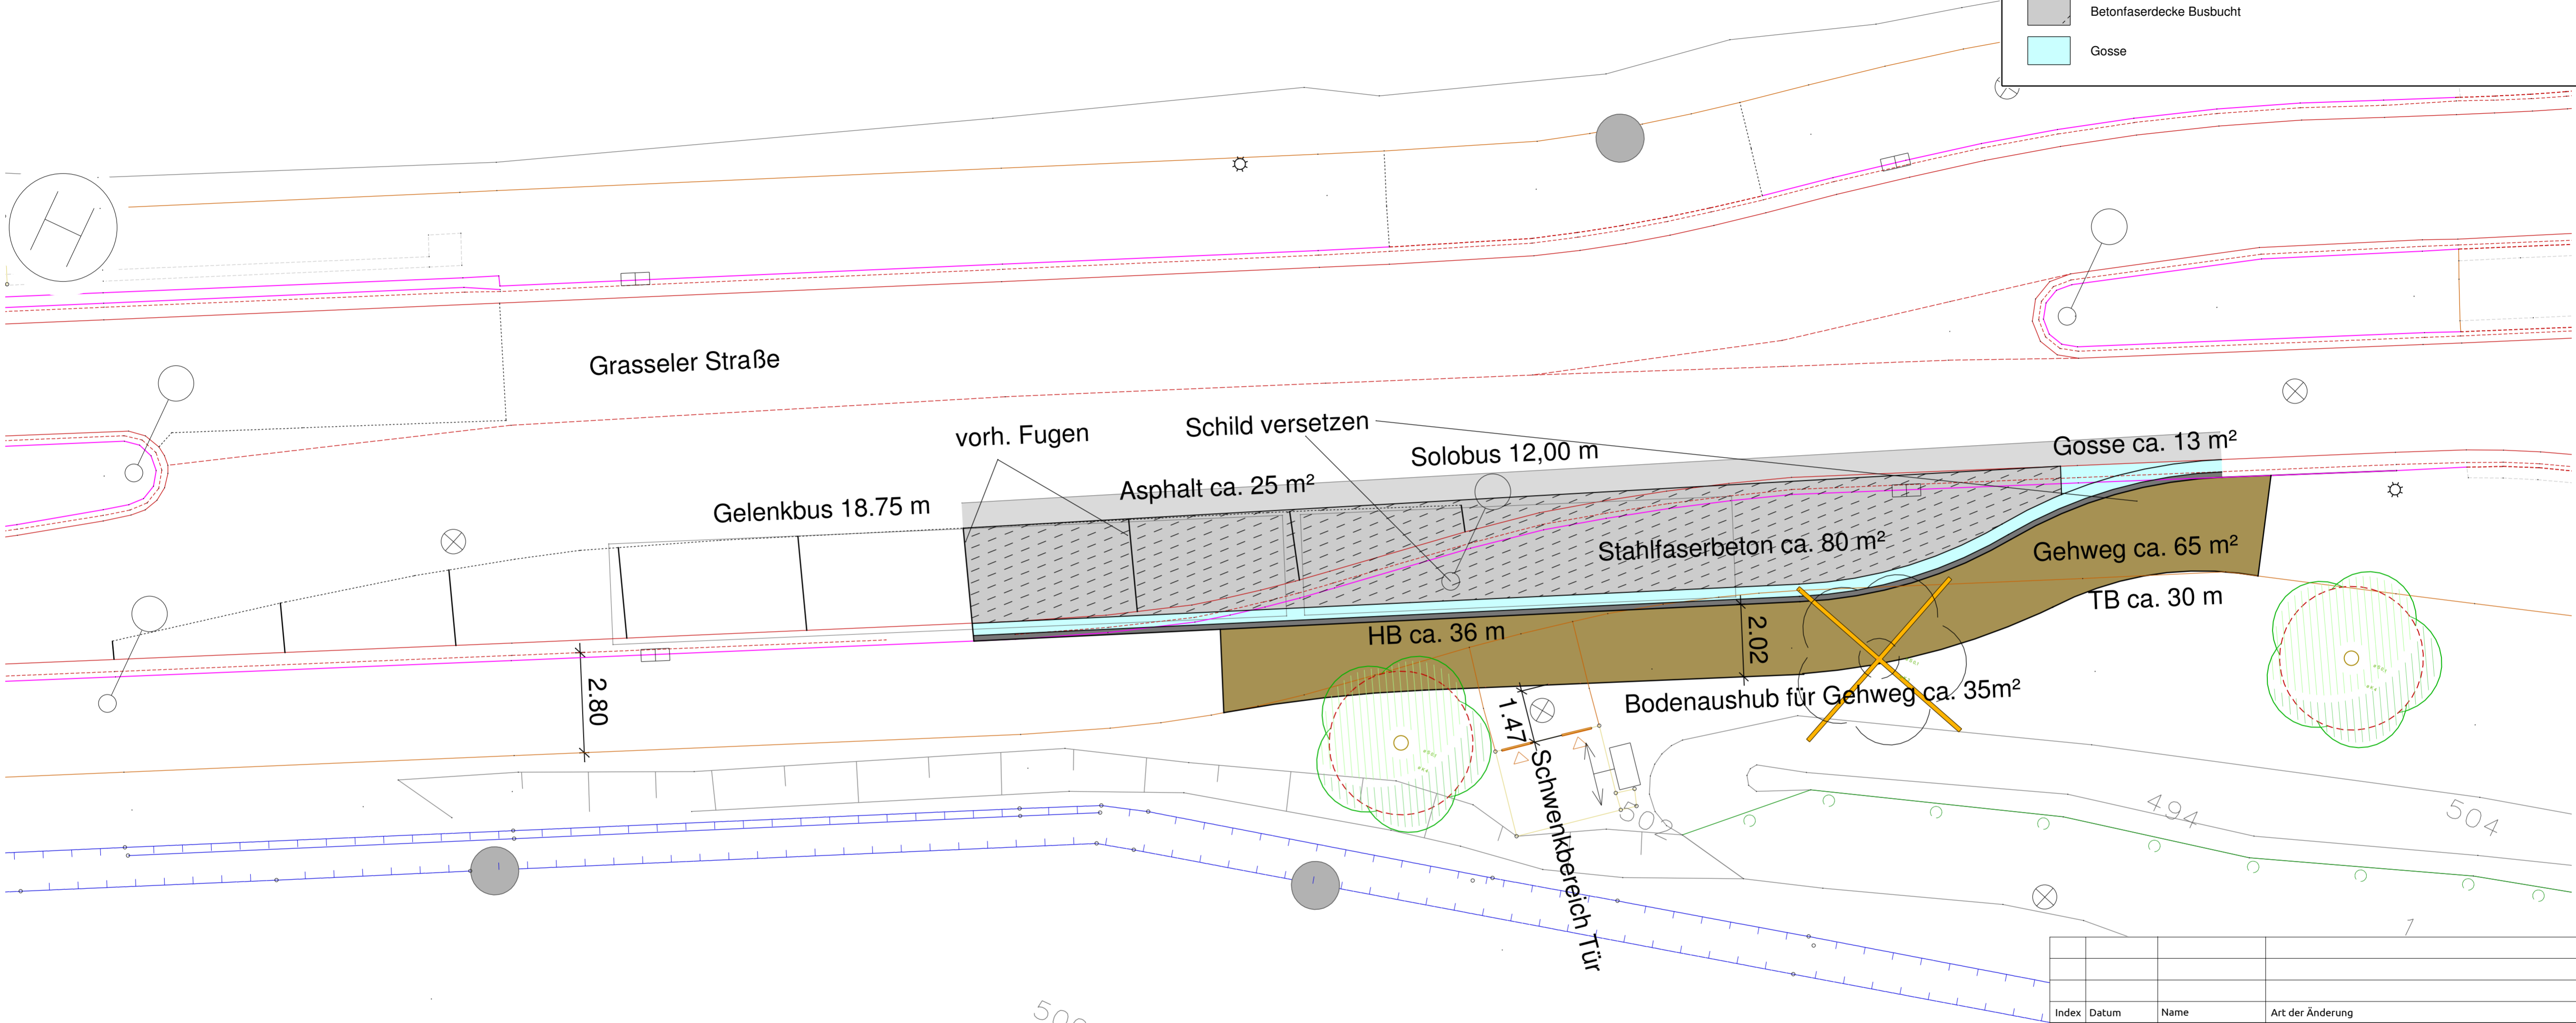 Betonfaserdecke Busbucht
Gosse
H
Grasseler Straße
vorh. Fugen
Schild versetzen
Solobus 12,00 m
Gosse ca. 13 m²
Asphalt ca. 25 m²
Gelenkbus 18.75 m
Stahlfaserbeton ca. 80 m²
Gehweg ca. 65 m²
TB ca. 30 m
HB ca. 36 m
2.02
2.80
Bodenaushub für Gehweg ca. 35m²
1.47
Schwenkbereich Tür
502
494
504
1
Index Datum Name Art der Änderung